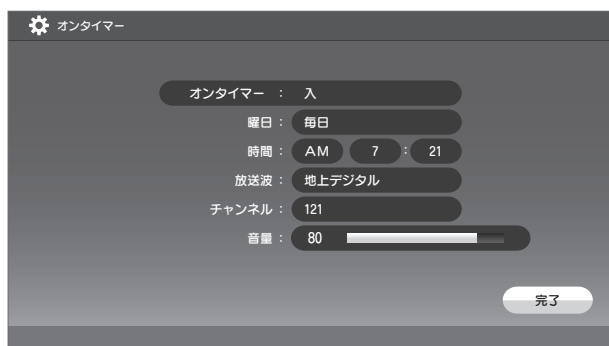 オンタイマー
オンタイマー : 入
曜日 : 毎日
時間 : AM 7 : 21
放送波 : 地上デジタル
チャンネル : 121
音量 : 80
完了